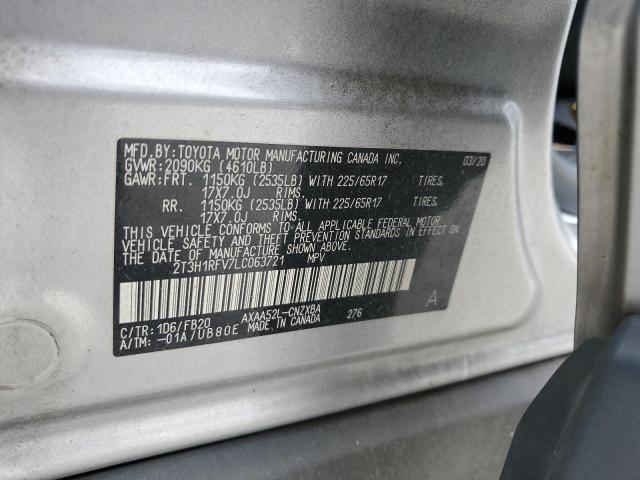 MFD.BY:TOYOTA MOTOR MANUFACTURING CANADA INC. 03/20
GVWR:2090KG (4610LB)
GAWR:FRT. 1150KG (2535LB) WITH 225/65R17 TIRES,
17X7.0J RIMS,
RR. 1150KG (2535LB) WITH 225/65R17 TIRES,
17X7.0J RIMS.
THIS VEHICLE CONFORMS TO ALL APPLICABLE FEDERAL MOTOR
VEHICLE SAFETY AND THEFT PREVENTION STANDARDS IN EFFECT ON
THE DATE OF MANUFACTURE SHOWN ABOVE.
2T3H1RFV7LC063721 MPV
A
C/TR:1D6/FB20 AXAA52L-CNZXBA 276
A/TM:-01A/UB80E MADE IN CANADA